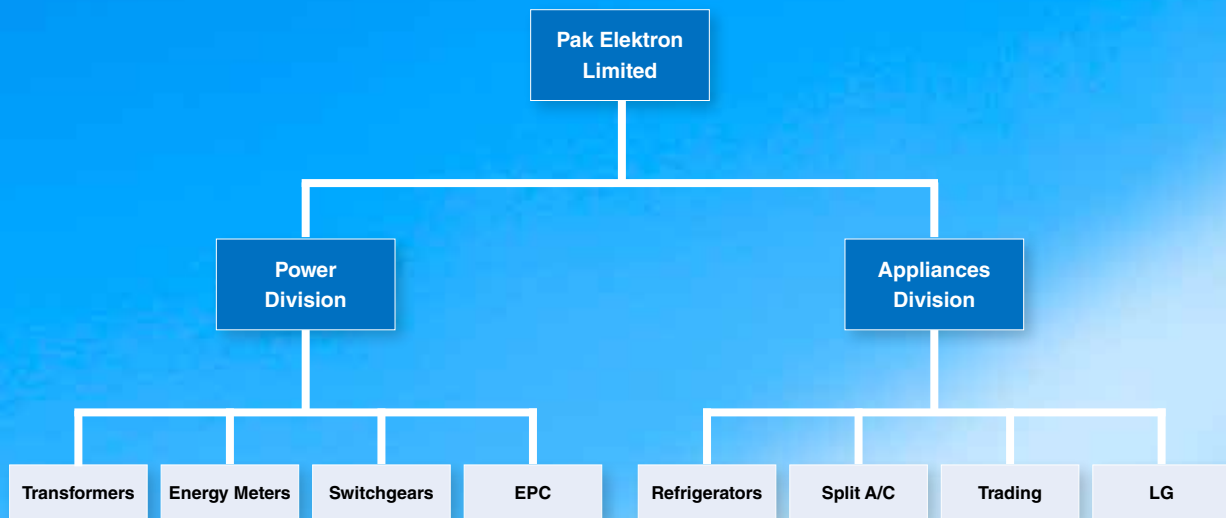 Pak Elektron
Limited
Power
Division
Appliances
Division
Transformers
Energy Meters
Switchgears
EPC
Refrigerators
Split A/C
Trading
LG